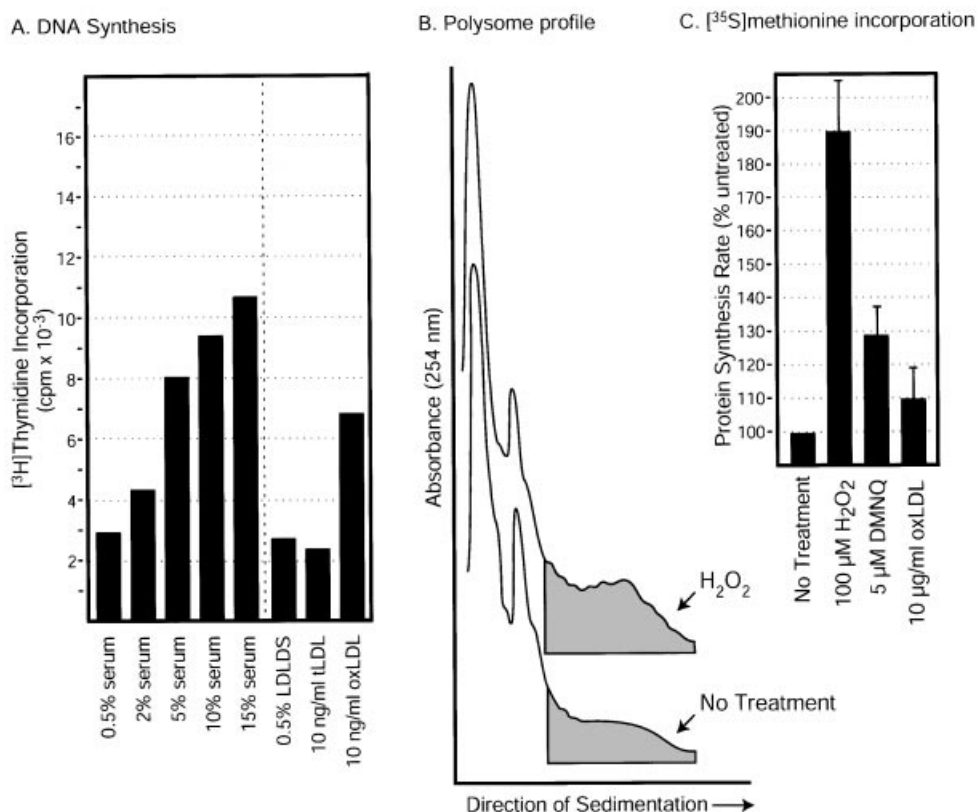 A. DNA Synthesis
[³H]Thymidine Incorporation
(cpm x 10⁻³)
16
14
12
10
8
6
4
2
0.5% serum
2% serum
5% serum
10% serum
15% serum
0.5% LDLDS
10 ng/ml tLDL
10 ng/ml oxLDL
B. Polysome profile
Absorbance (254 nm)
H₂O₂
No Treatment
Direction of Sedimentation
C. [³⁵S]methionine incorporation
Protein Synthesis Rate (% untreated)
200
190
180
170
160
150
140
130
120
110
100
No Treatment
100 µM H₂O₂
5 µM DMNQ
10 µg/ml oxLDL